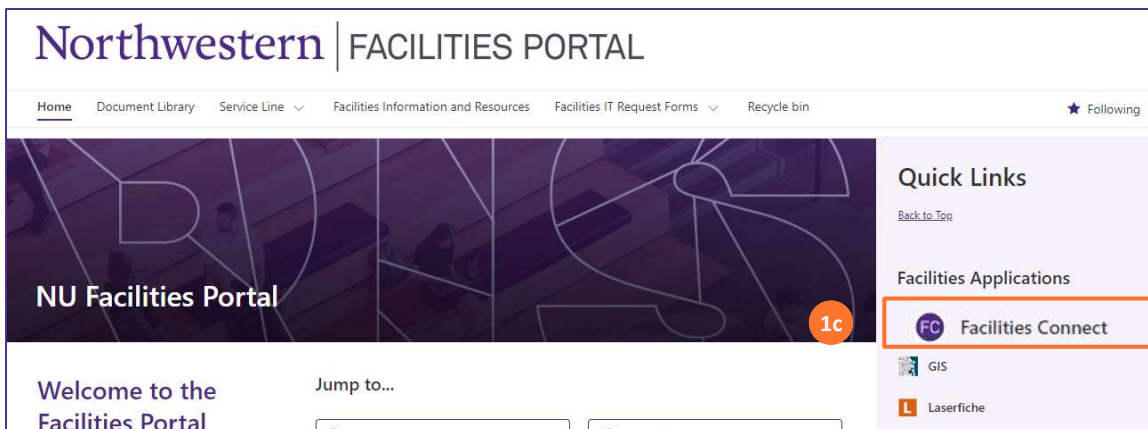 Northwestern | FACILITIES PORTAL
Home Document Library Service Line Facilities Information and Resources Facilities IT Request Forms Recycle bin Following
NU Facilities Portal
1c
Welcome to the
Facilities Portal
Jump to...
Quick Links
Back to Top
Facilities Applications
FC Facilities Connect
GIS
L Laserfiche